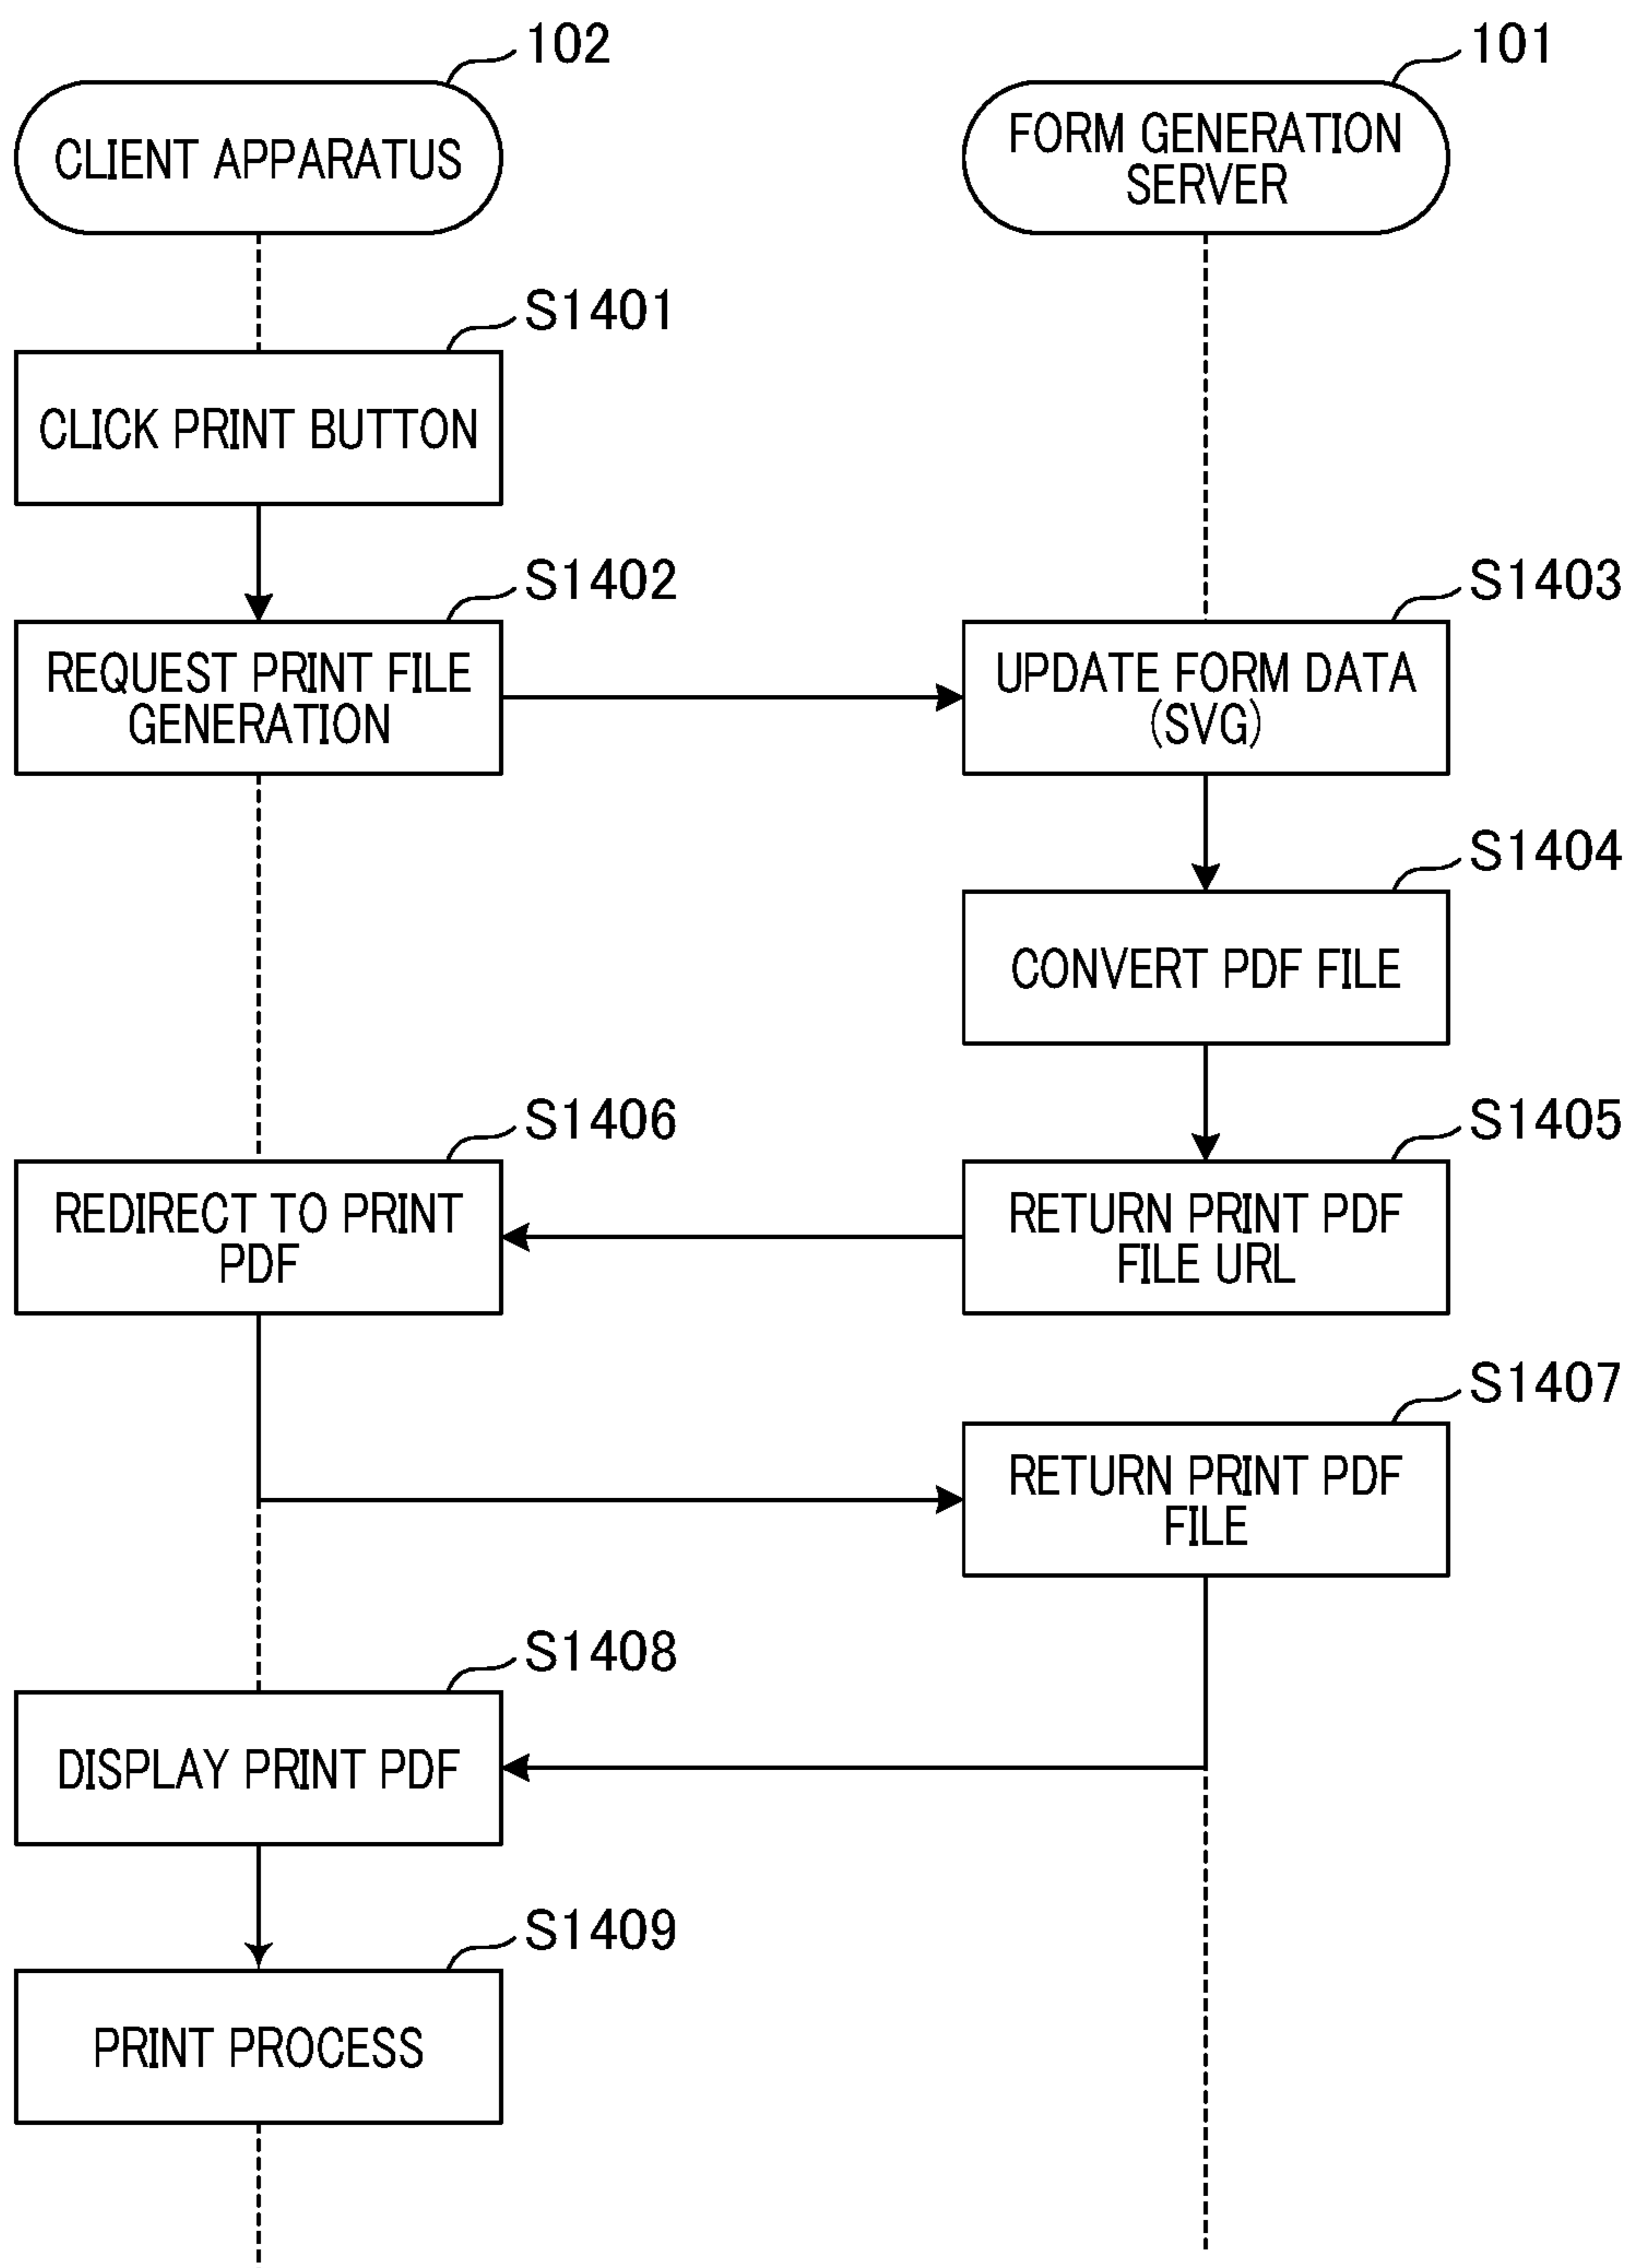 102
CLIENT APPARATUS
101
FORM GENERATION
SERVER
S1401
CLICK PRINT BUTTON
S1402
REQUEST PRINT FILE
GENERATION
S1403
UPDATE FORM DATA
(SVG)
S1404
CONVERT PDF FILE
S1406
REDIRECT TO PRINT
PDF
S1405
RETURN PRINT PDF
FILE URL
S1407
RETURN PRINT PDF
FILE
S1408
DISPLAY PRINT PDF
S1409
PRINT PROCESS